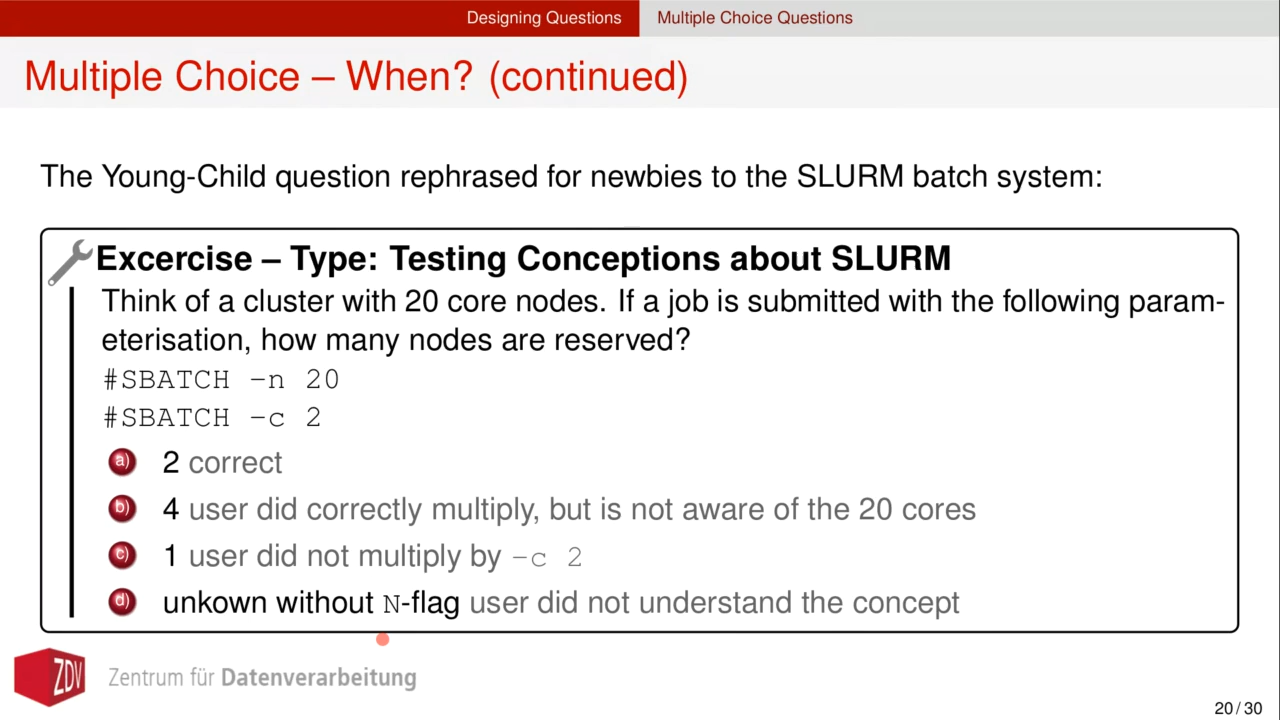 Designing Questions Multiple Choice Questions
Multiple Choice – When? (continued)
The Young-Child question rephrased for newbies to the SLURM batch system:
Excercise – Type: Testing Conceptions about SLURM
Think of a cluster with 20 core nodes. If a job is submitted with the following param-
eterisation, how many nodes are reserved?
#SBATCH -n 20
#SBATCH -c 2
a) 2 correct
b) 4 user did correctly multiply, but is not aware of the 20 cores
c) 1 user did not multiply by -c 2
d) unkown without N-flag user did not understand the concept
ZDV Zentrum für Datenverarbeitung
20 / 30